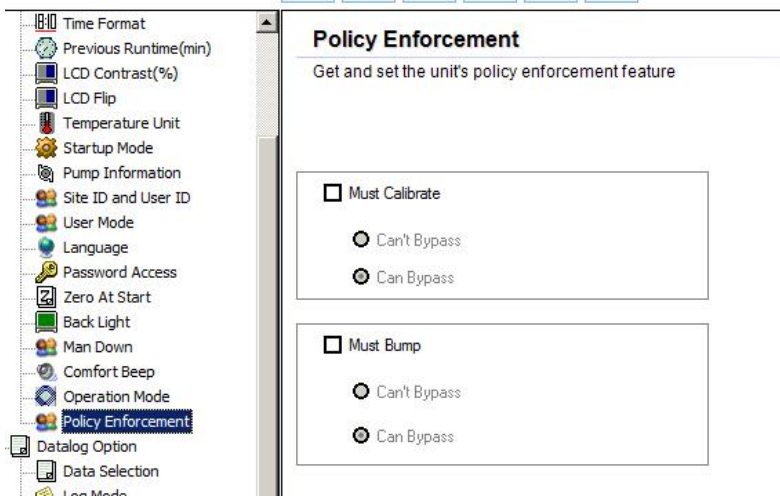 Time Format
Previous Runtime(min)
LCD Contrast(%)
LCD Flip
Temperature Unit
Startup Mode
Pump Information
Site ID and User ID
User Mode
Language
Password Access
Zero At Start
Back Light
Man Down
Comfort Beep
Operation Mode
Policy Enforcement
Datalog Option
Data Selection
Log Mode
Policy Enforcement
Get and set the unit's policy enforcement feature
Must Calibrate
Can't Bypass
Can Bypass
Must Bump
Can't Bypass
Can Bypass